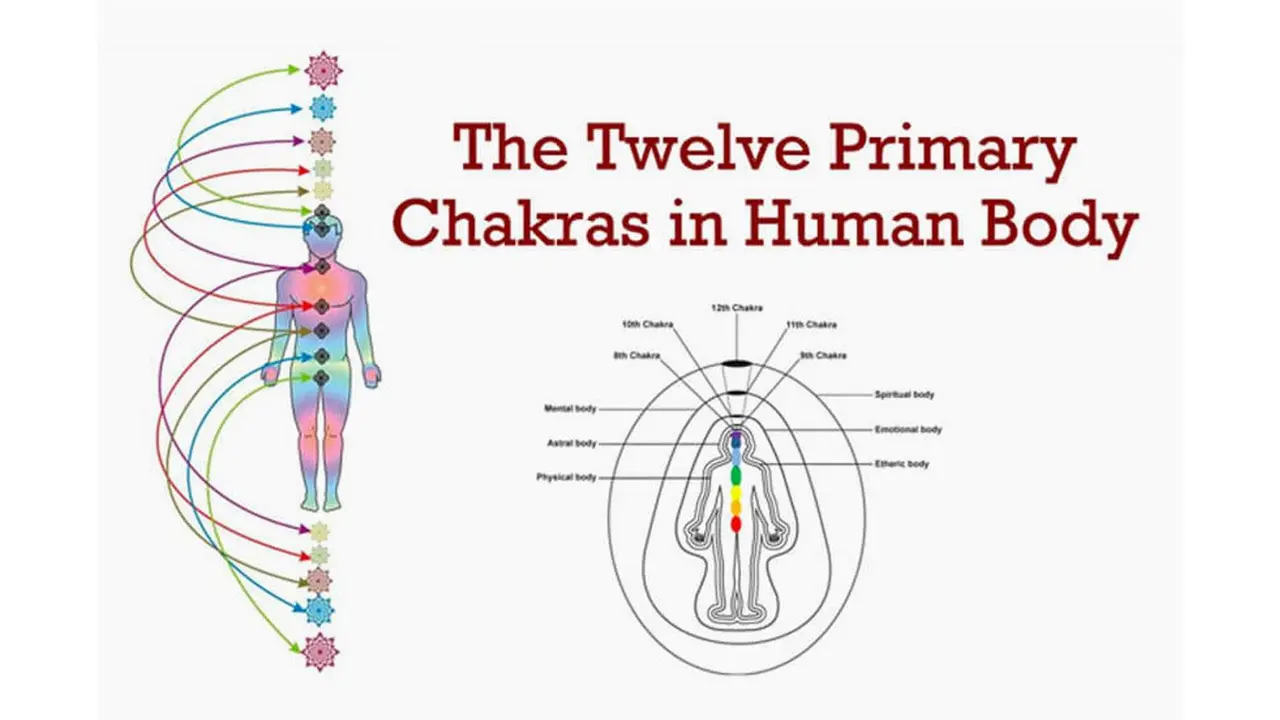 The Twelve Primary
Chakras in Human Body
12th Chakra
10th Chakra
11th Chakra
8th Chakra
9th Chakra
Spiritual body
Mental body
Emotional body
Astral body
Etheric body
Physical body